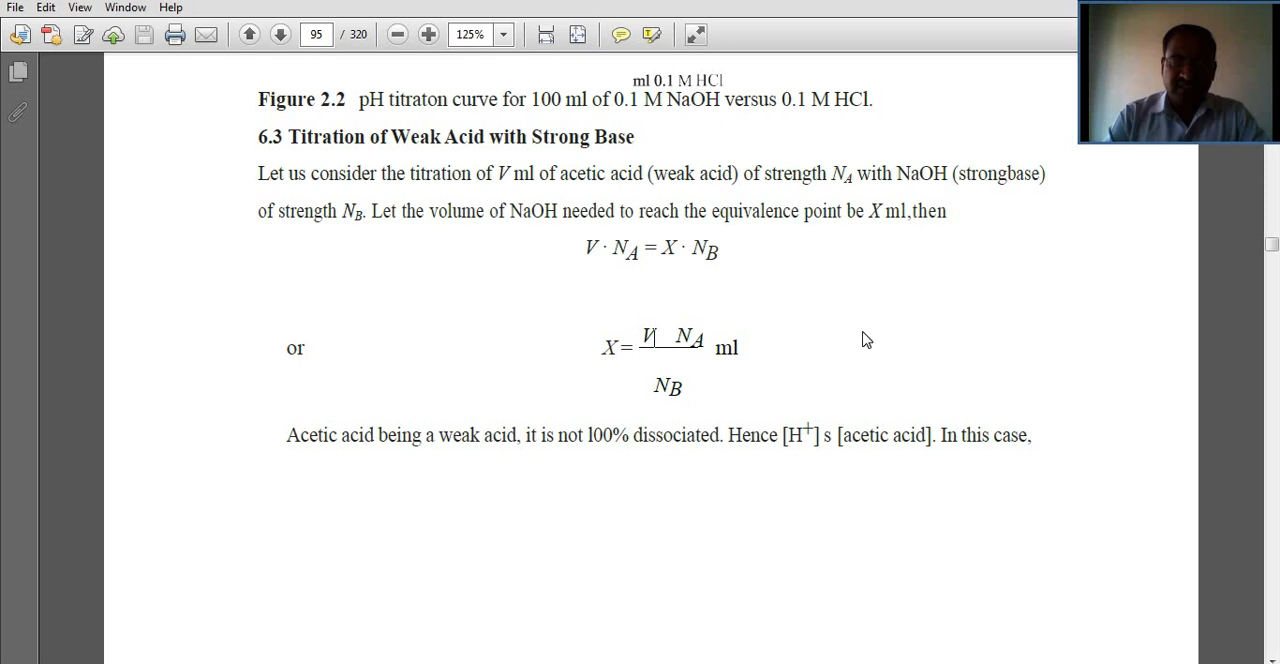 File Edit View Window Help
95 / 320 125%
ml 0.1 M HCl
Figure 2.2 pH titraton curve for 100 ml of 0.1 M NaOH versus 0.1 M HCl.
6.3 Titration of Weak Acid with Strong Base
Let us consider the titration of V ml of acetic acid (weak acid) of strength NA with NaOH (strongbase)
of strength NB. Let the volume of NaOH needed to reach the equivalence point be X ml,then
V · NA = X · NB
V NA
or X = ml
NB
Acetic acid being a weak acid, it is not l00% dissociated. Hence [H+] s [acetic acid]. In this case,